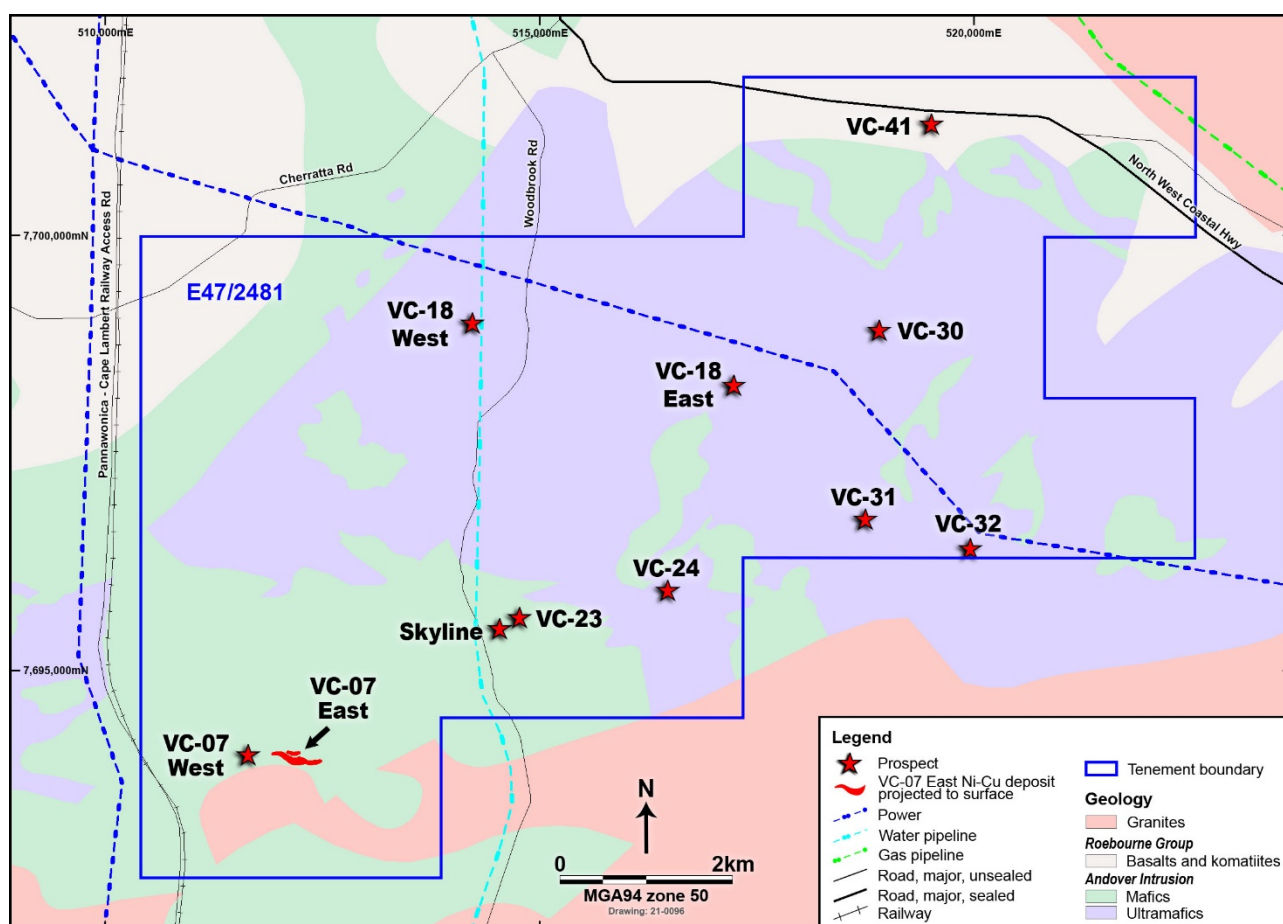 510,000mE
515,000mE
520,000mE
VC-41
North West Coastal Hwy
Cherratta Rd
Woodbrook Rd
Pannawonica - Cape Lambert Railway Access Rd
7,700,000mN
E47/2481
VC-18
West
VC-30
VC-18
East
VC-31
VC-32
VC-24
VC-23
Skyline
7,695,000mN
VC-07
East
VC-07
West
N
0
2km
MGA94 zone 50
Drawing: 21-0096
Legend
Prospect
VC-07 East Ni-Cu deposit
projected to surface
Power
Water pipeline
Gas pipeline
Road, major, unsealed
Road, major, sealed
Railway
Tenement boundary
Geology
Granites
Roebourne Group
Basalts and komatiites
Andover Intrusion
Mafics
Ultramafics